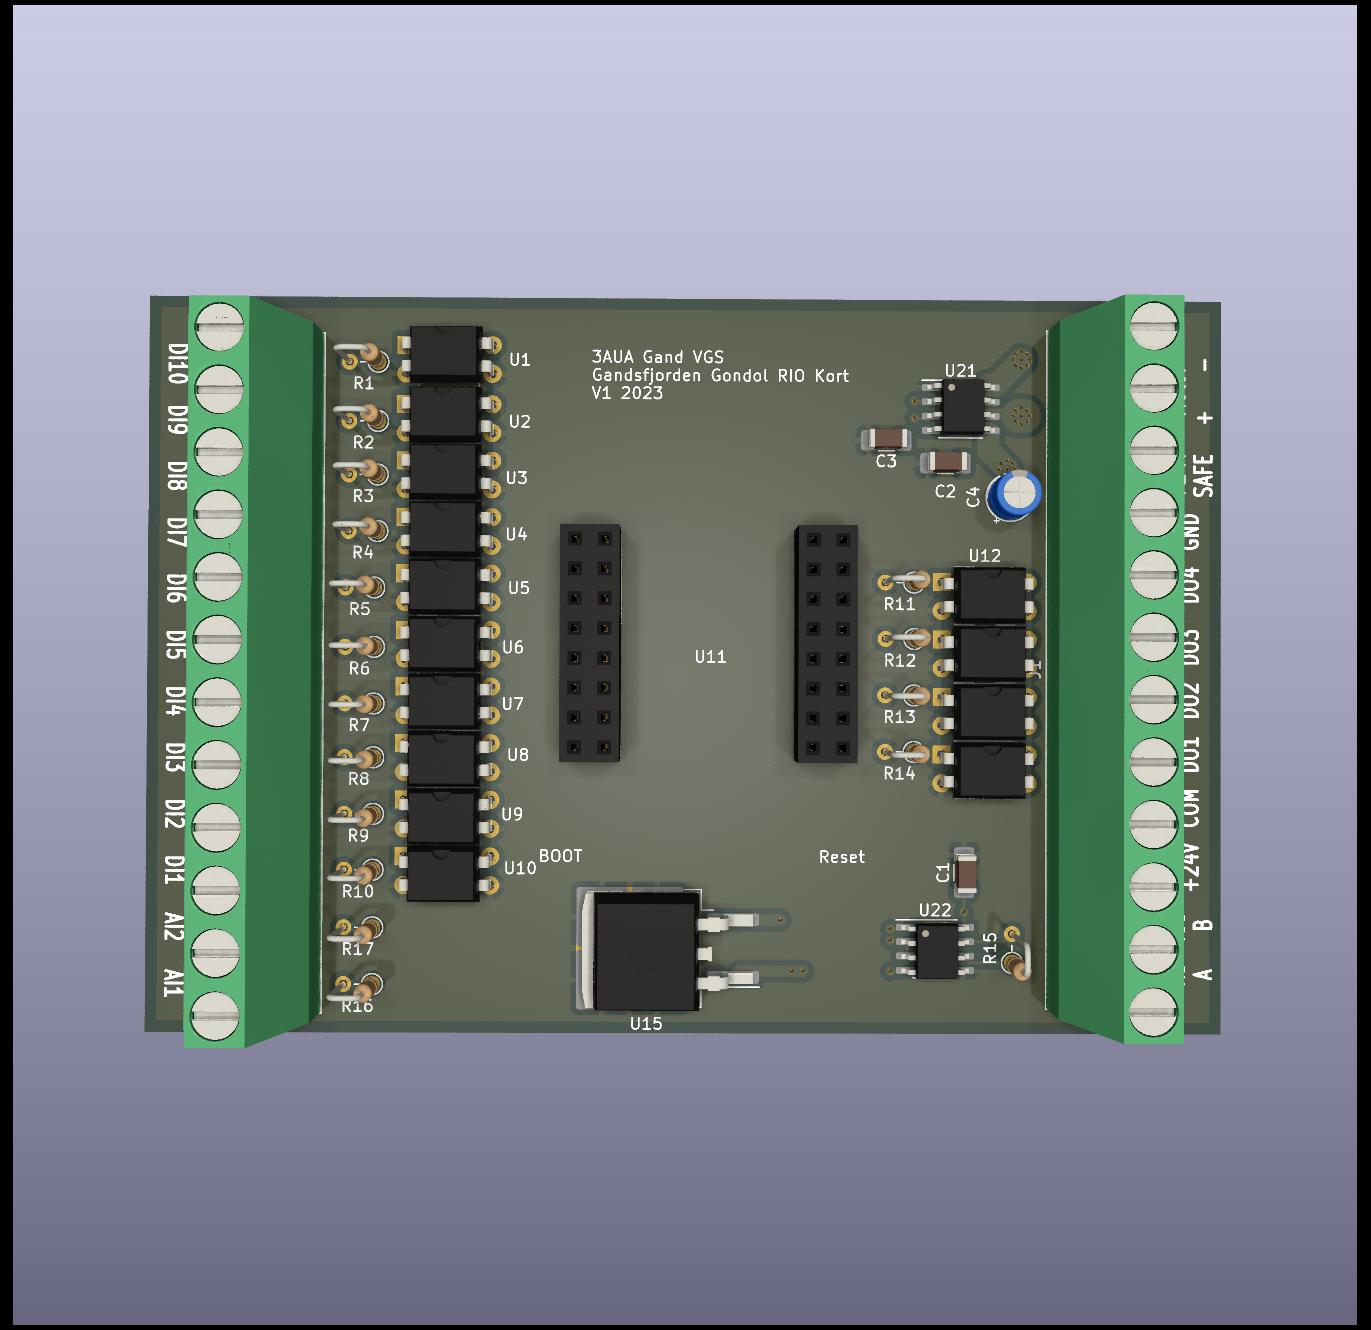 3AUA Gand VGS
Gandsfjorden Gondol RIO Kort
V1 2023
DI10
DI9
DI8
DI7
DI6
DI5
DI4
DI3
DI2
DI1
AI2
AI1
R1
R2
R3
R4
R5
R6
R7
R8
R9
R10
R17
R16
U1
U2
U3
U4
U5
U6
U7
U8
U9
U10
BOOT
U11
U15
Reset
U21
C3
C2
C4
+
U12
R11
R12
R13
R14
J1
C1
U22
R15
-
+
SAFE
GND
DO4
DO3
DO2
DO1
COM
+24V
B
A